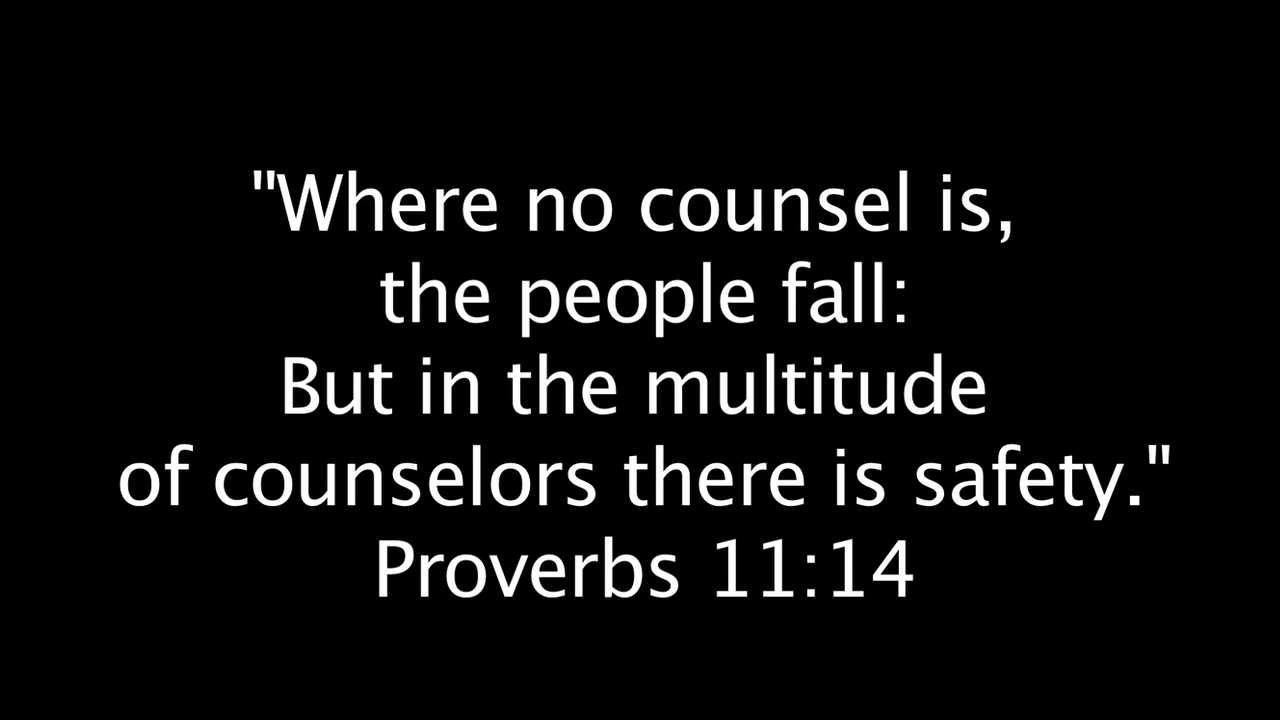 "Where no counsel is,
the people fall:
But in the multitude
of counselors there is safety."
Proverbs 11:14